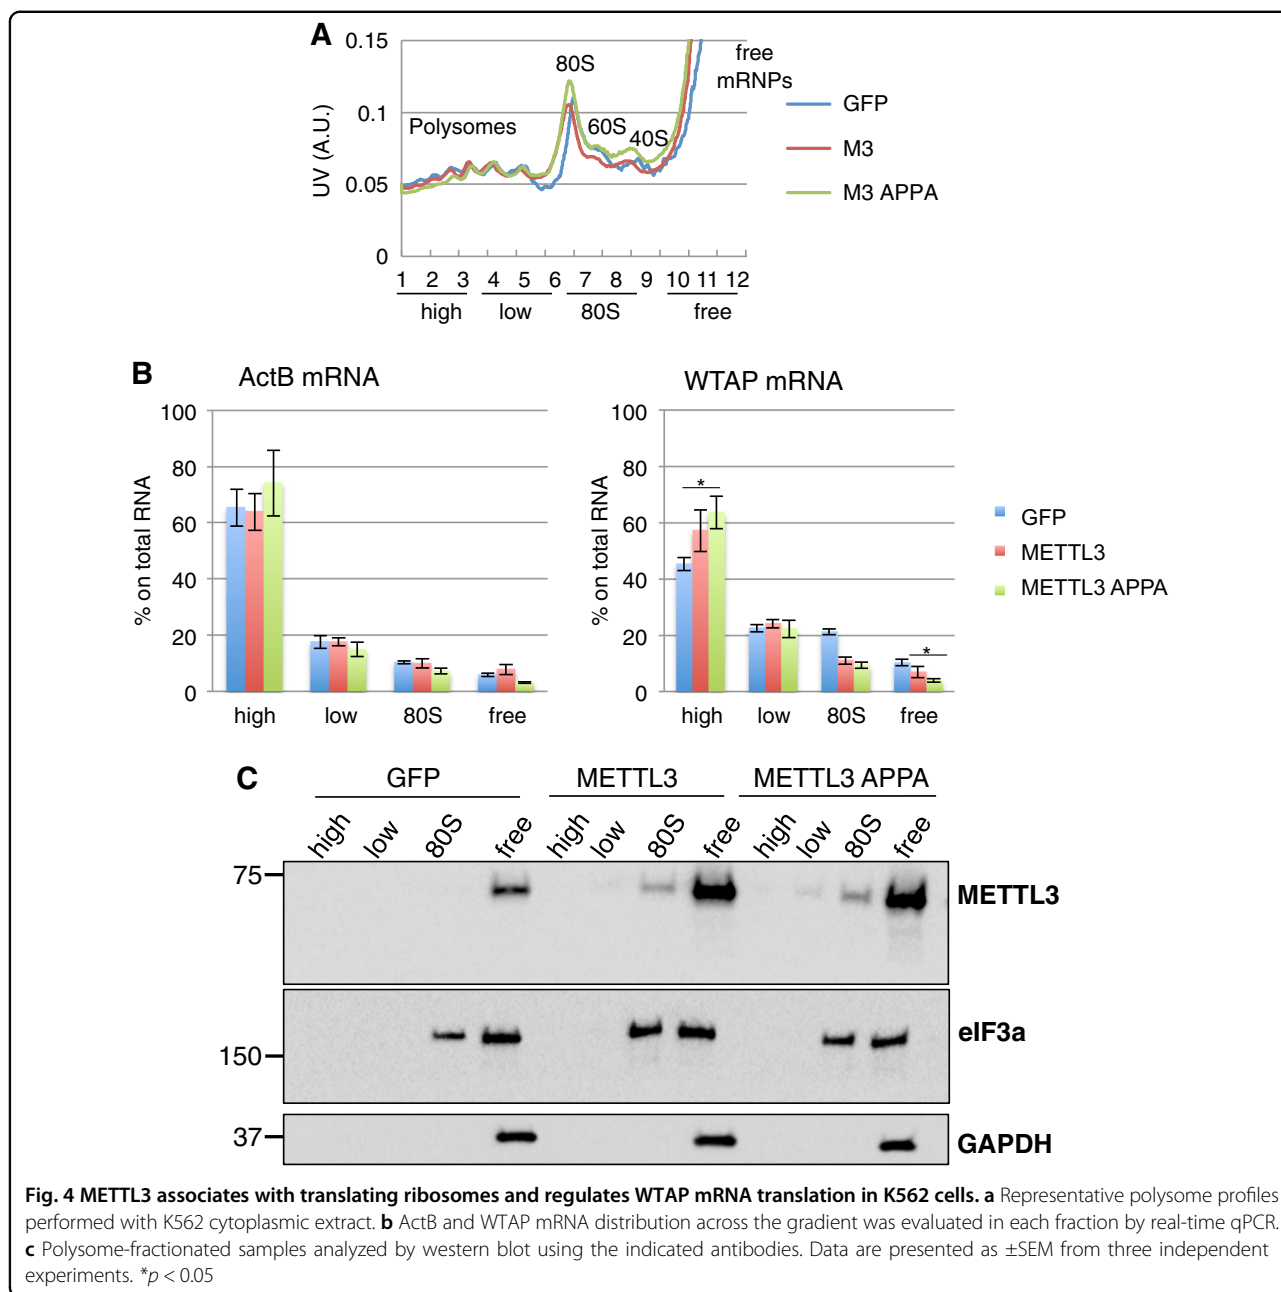 A
0.15
0.1
0.05
0
UV (A.U.)
80S
60S
40S
Polysomes
free
mRNPs
GFP
M3
M3 APPA
1 2 3 4 5 6 7 8 9 10 11 12
high low 80S free
B
ActB mRNA
100
80
60
40
20
0
% on total RNA
high low 80S free
WTAP mRNA
100
80
60
40
20
0
% on total RNA
*
*
high low 80S free
GFP
METTL3
METTL3 APPA
C
GFP METTL3 METTL3 APPA
high low 80S free high low 80S free high low 80S free
75
METTL3
eIF3a
150
37
GAPDH
Fig. 4 METTL3 associates with translating ribosomes and regulates WTAP mRNA translation in K562 cells. a Representative polysome profiles
performed with K562 cytoplasmic extract. b ActB and WTAP mRNA distribution across the gradient was evaluated in each fraction by real-time qPCR.
c Polysome-fractionated samples analyzed by western blot using the indicated antibodies. Data are presented as ±SEM from three independent
experiments. *p < 0.05